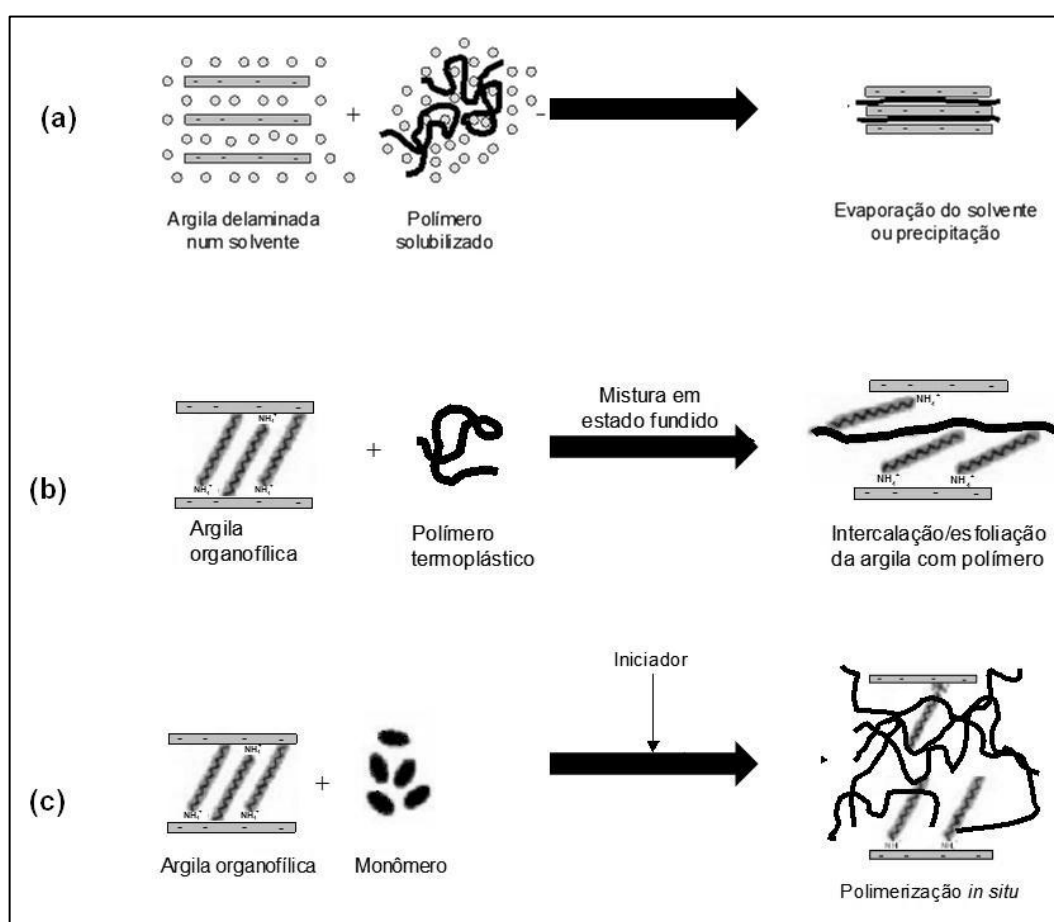 (a)
+
Argila delaminada
num solvente
Polímero
solubilizado
Evaporação do solvente
ou precipitação
(b)
NH₄⁺
NH₄⁺
NH₄⁺
+
Mistura em
estado fundido
NH₄⁺
NH₄⁺
NH₄⁺
Argila
organofílica
Polímero
termoplástico
Intercalação/esfoliação
da argila com polímero
Iniciador
(c)
NH₄⁺
NH₄⁺
NH₄⁺
+
NH
NH
Argila organofílica
Monômero
Polimerização in situ